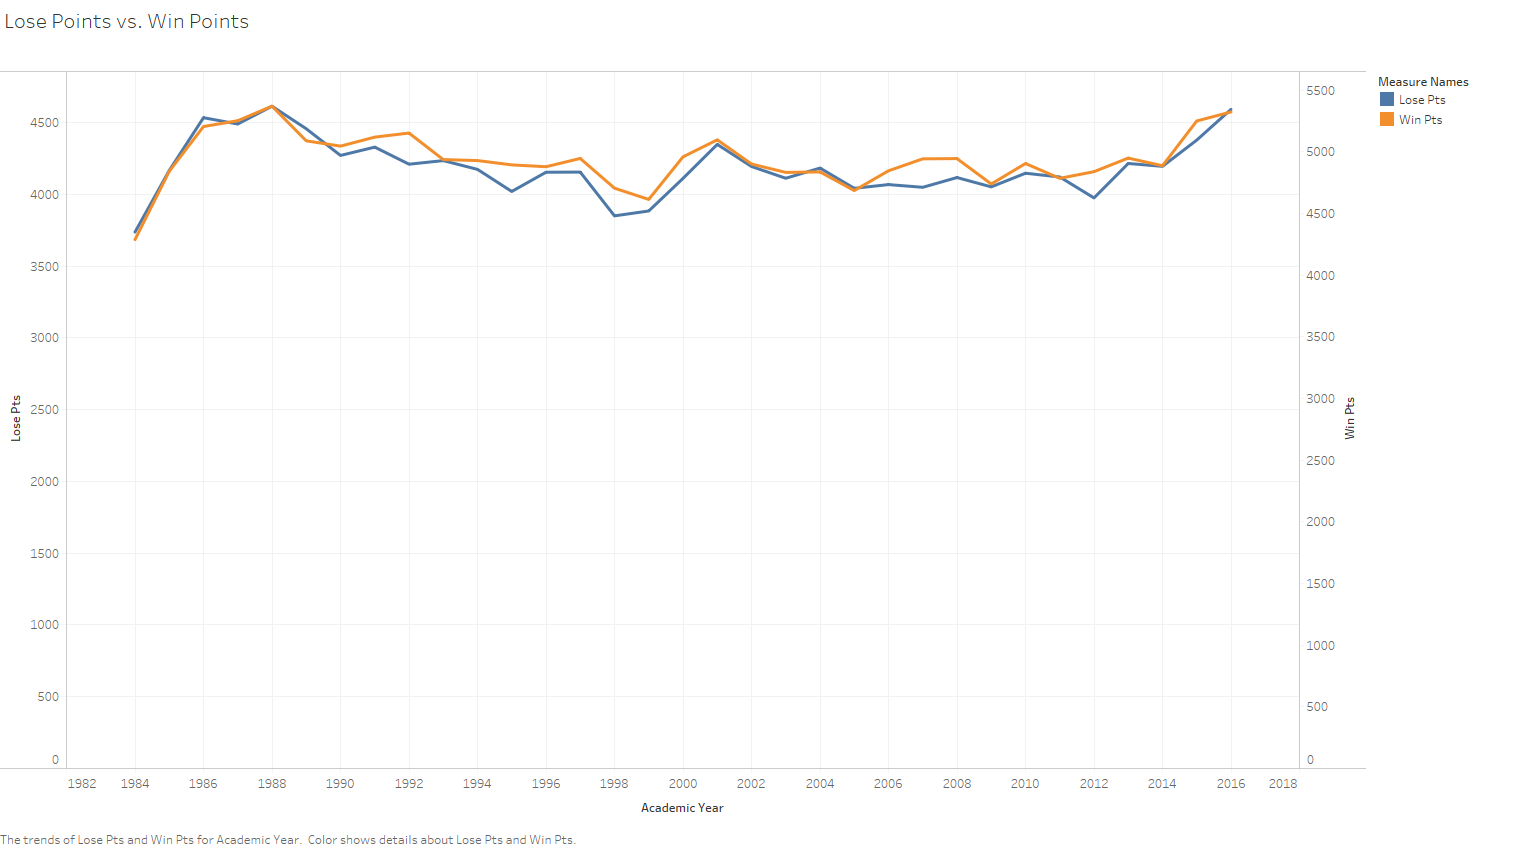 Lose Points vs. Win Points
Measure Names
Lose Pts
Win Pts
4500
4000
3500
3000
2500
2000
1500
1000
500
0
Lose Pts
5500
5000
4500
4000
3500
3000
2500
2000
1500
1000
500
0
Win Pts
1982 1984 1986 1988 1990 1992 1994 1996 1998 2000 2002 2004 2006 2008 2010 2012 2014 2016 2018
Academic Year
The trends of Lose Pts and Win Pts for Academic Year. Color shows details about Lose Pts and Win Pts.